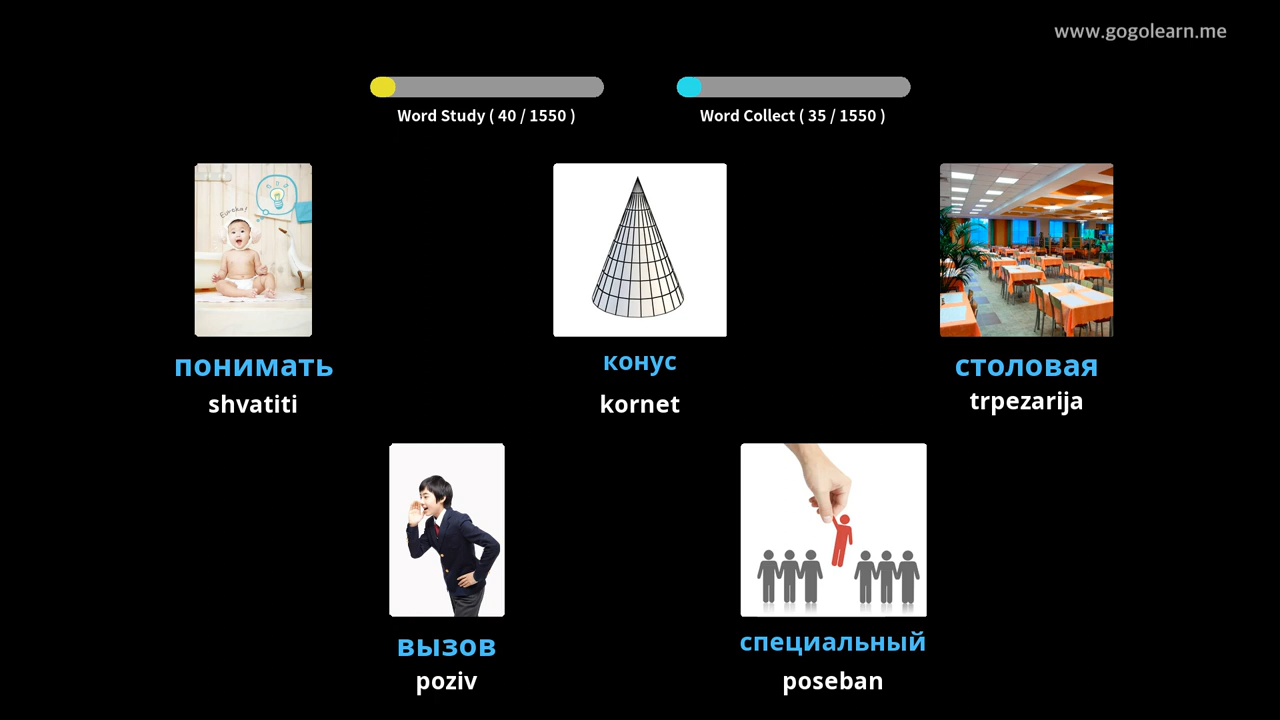 www.gogolearn.me
Word Study ( 40 / 1550 )
Word Collect ( 35 / 1550 )
Eureka!
понимать
shvatiti
конус
kornet
столовая
trpezarija
вызов
poziv
специальный
poseban